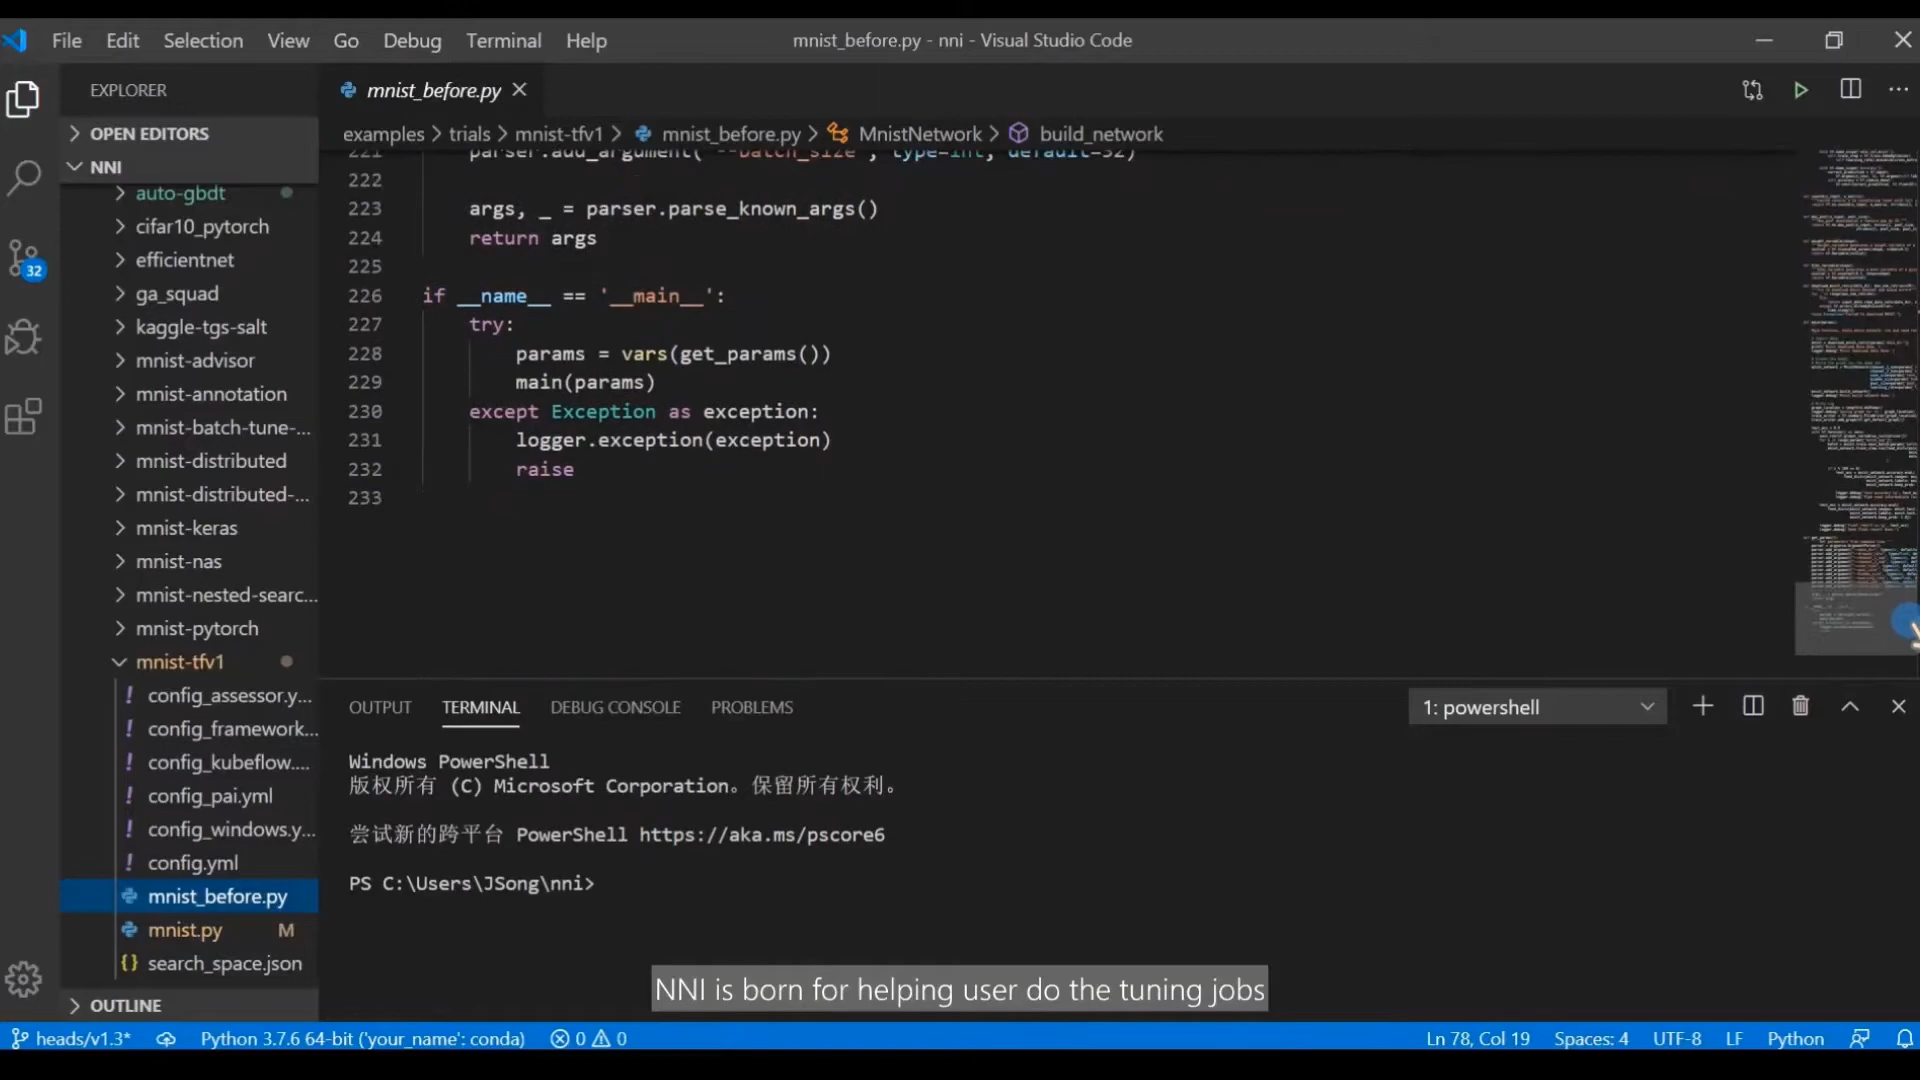 File Edit Selection View Go Debug Terminal Help
mnist_before.py - nni - Visual Studio Code
EXPLORER
OPEN EDITORS
NNI
auto-gbdt
cifar10_pytorch
efficientnet
ga_squad
kaggle-tgs-salt
mnist-advisor
mnist-annotation
mnist-batch-tune-...
mnist-distributed
mnist-distributed-...
mnist-keras
mnist-nas
mnist-nested-searc...
mnist-pytorch
mnist-tfv1
! config_assessor.y...
! config_framework...
! config_kubeflow....
! config_pai.yml
! config_windows.y...
! config.yml
mnist_before.py
mnist.py M
{} search_space.json
OUTLINE
32
mnist_before.py
examples > trials > mnist-tfv1 > mnist_before.py > MnistNetwork > build_network
221 parser.add_argument("--batch_size", type=int, default=32)
222
223 args, _ = parser.parse_known_args()
224 return args
225
226 if __name__ == '__main__':
227 try:
228 params = vars(get_params())
229 main(params)
230 except Exception as exception:
231 logger.exception(exception)
232 raise
233
OUTPUT TERMINAL DEBUG CONSOLE PROBLEMS
1: powershell
Windows PowerShell
版权所有 (C) Microsoft Corporation。保留所有权利。
尝试新的跨平台 PowerShell https://aka.ms/pscore6
PS C:\Users\JSong\nni>
NNI is born for helping user do the tuning jobs
heads/v1.3* Python 3.7.6 64-bit ('your_name': conda) 0 0
Ln 78, Col 19 Spaces: 4 UTF-8 LF Python